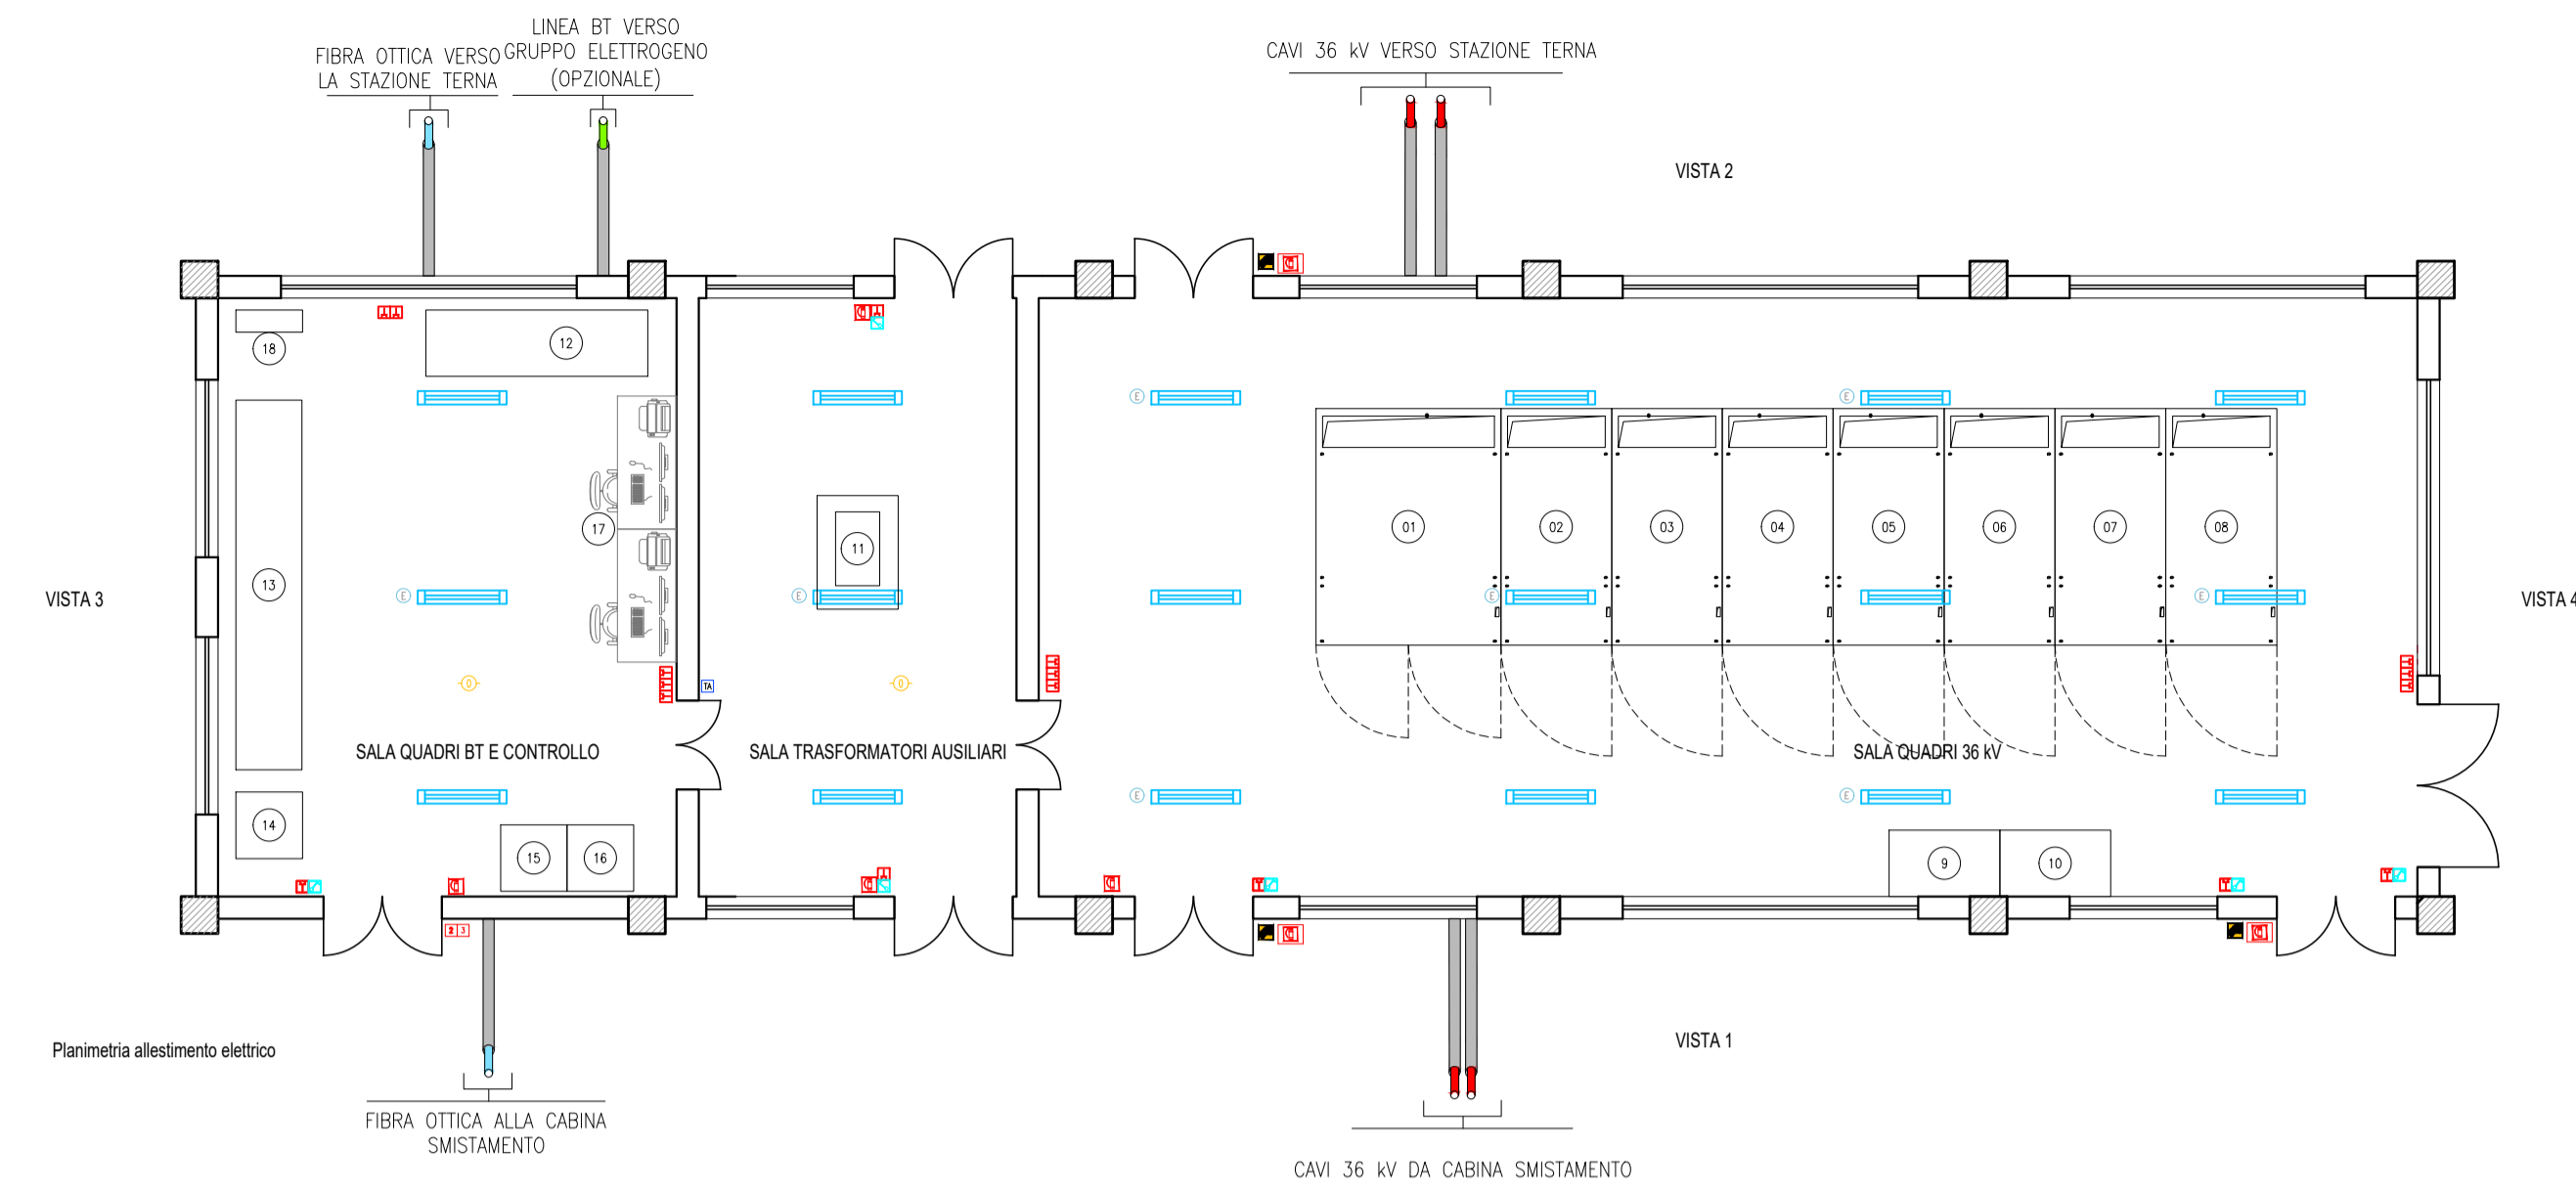 LINEA BT VERSO
GRUPPO ELETTROGENO
(OPZIONALE)
FIBRA OTTICA VERSO
LA STAZIONE TERNA
CAVI 36 kV VERSO STAZIONE TERNA
VISTA 2
18
12
17
13
14
15
16
11
01
02
03
04
05
06
07
08
9
10
E
E
E
E
E
E
E
E
TA
2 3
VISTA 3
VISTA 4
SALA QUADRI BT E CONTROLLO
SALA TRASFORMATORI AUSILIARI
SALA QUADRI 36 kV
Planimetria allestimento elettrico
VISTA 1
FIBRA OTTICA ALLA CABINA
SMISTAMENTO
CAVI 36 kV DA CABINA SMISTAMENTO